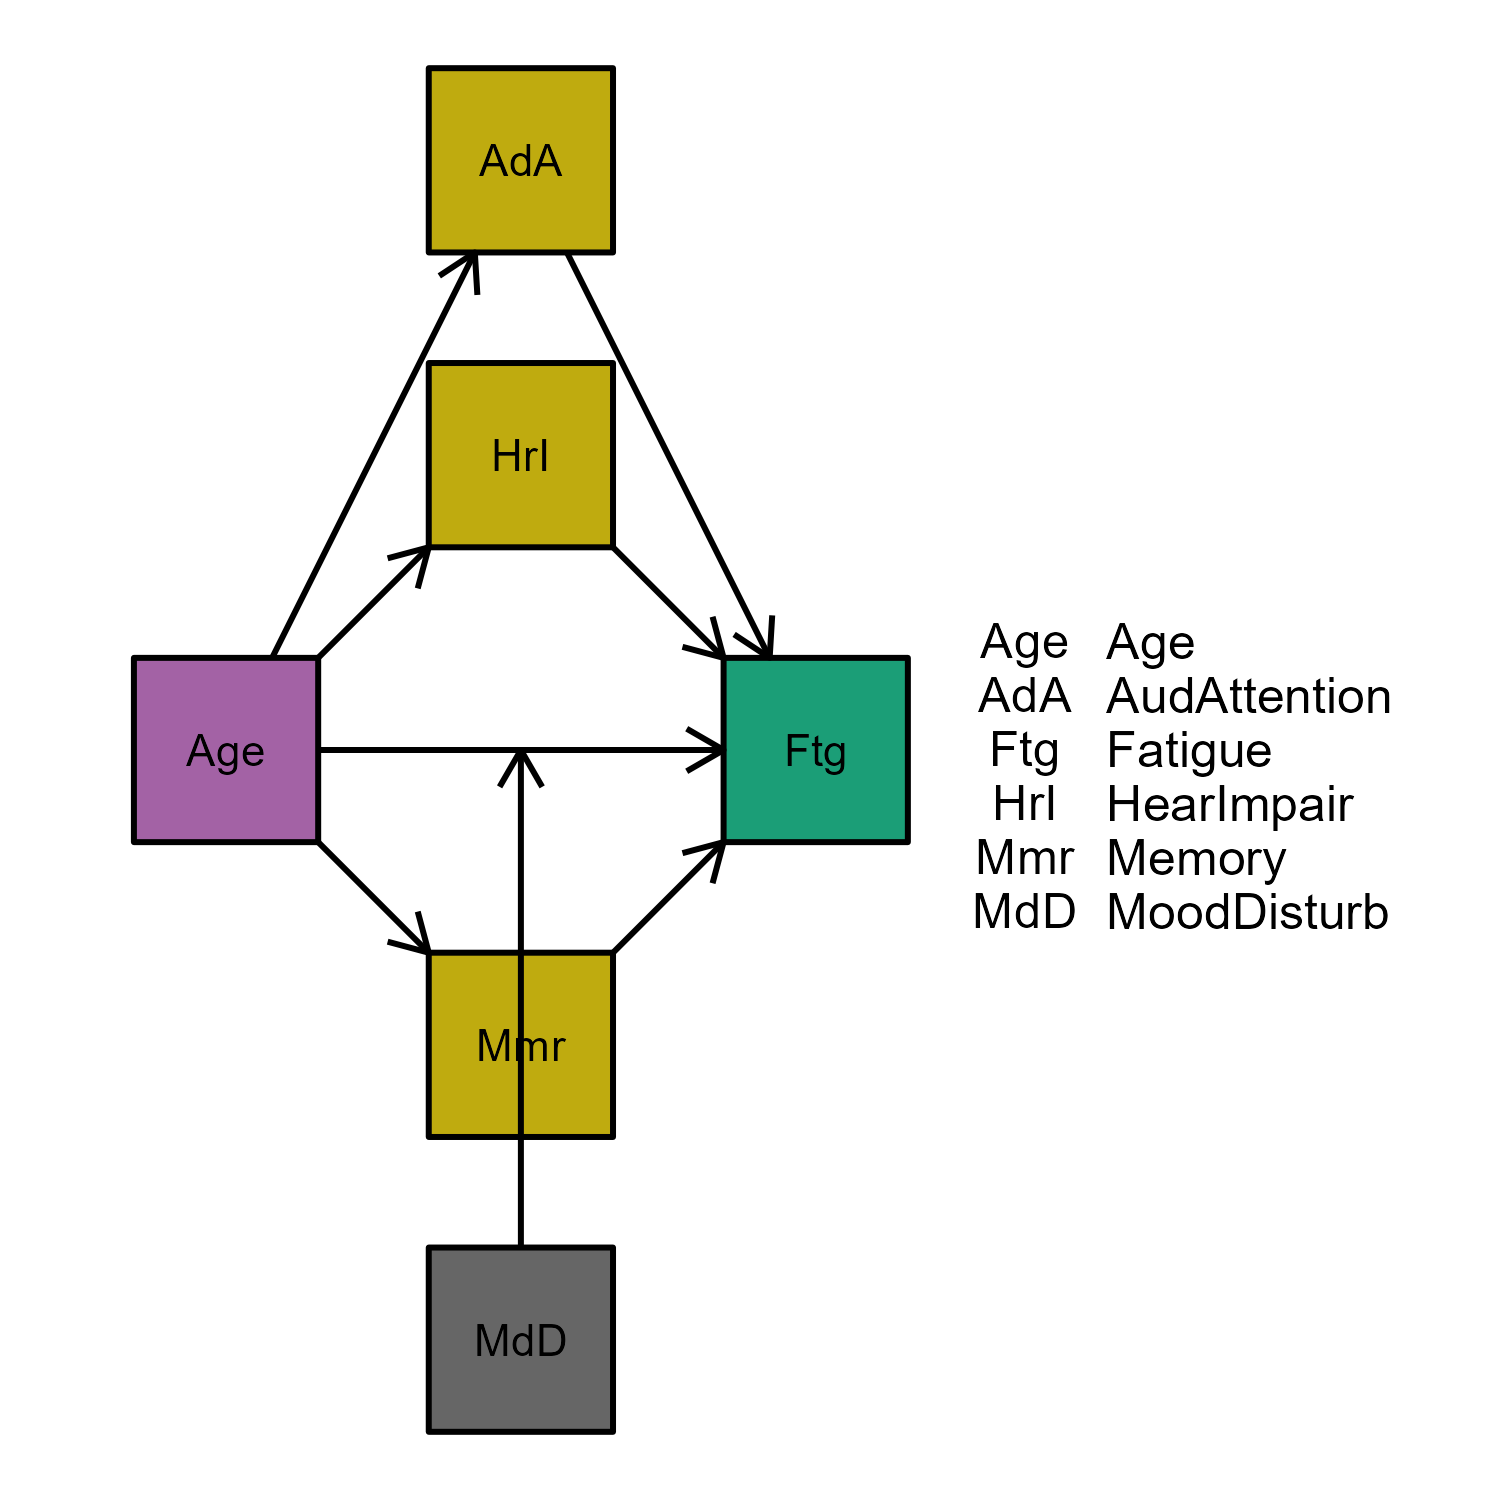 AdA
HrI
Age
Ftg
Mmr
MdD
Age Age
AdA AudAttention
Ftg Fatigue
HrI HearImpair
Mmr Memory
MdD MoodDisturb